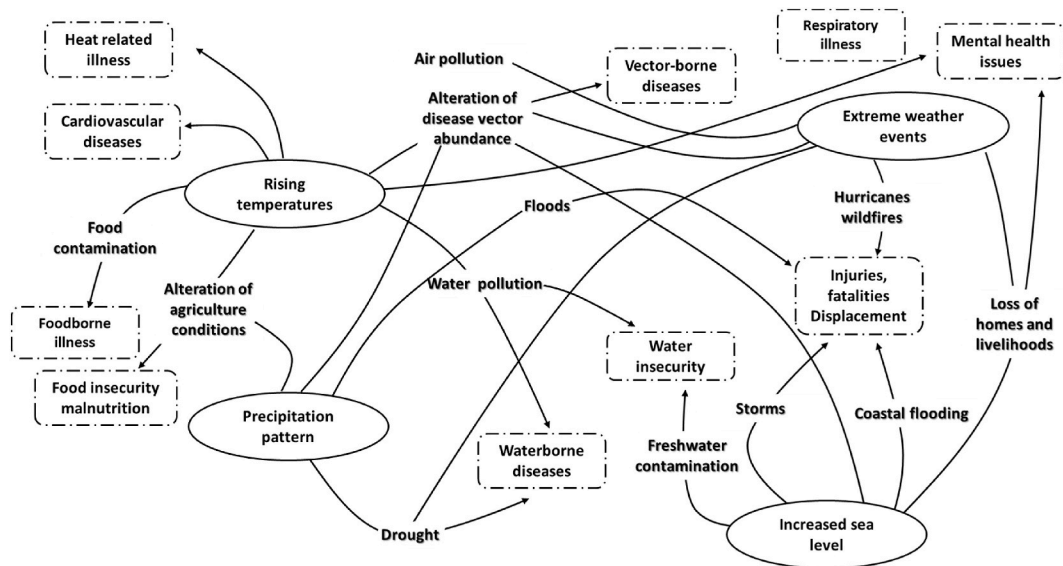 Heat related
illness
Cardiovascular
diseases
Air pollution
Alteration of
disease vector
abundance
Vector-borne
diseases
Respiratory
illness
Mental health
issues
Extreme weather
events
Rising
temperatures
Food
contamination
Floods
Hurricanes
wildfires
Alteration of
agriculture
conditions
Water pollution
Injuries,
fatalities
Displacement
Loss of
homes and
livelihoods
Foodborne
illness
Food insecurity
malnutrition
Water
insecurity
Precipitation
pattern
Storms
Coastal flooding
Waterborne
diseases
Freshwater
contamination
Drought
Increased sea
level